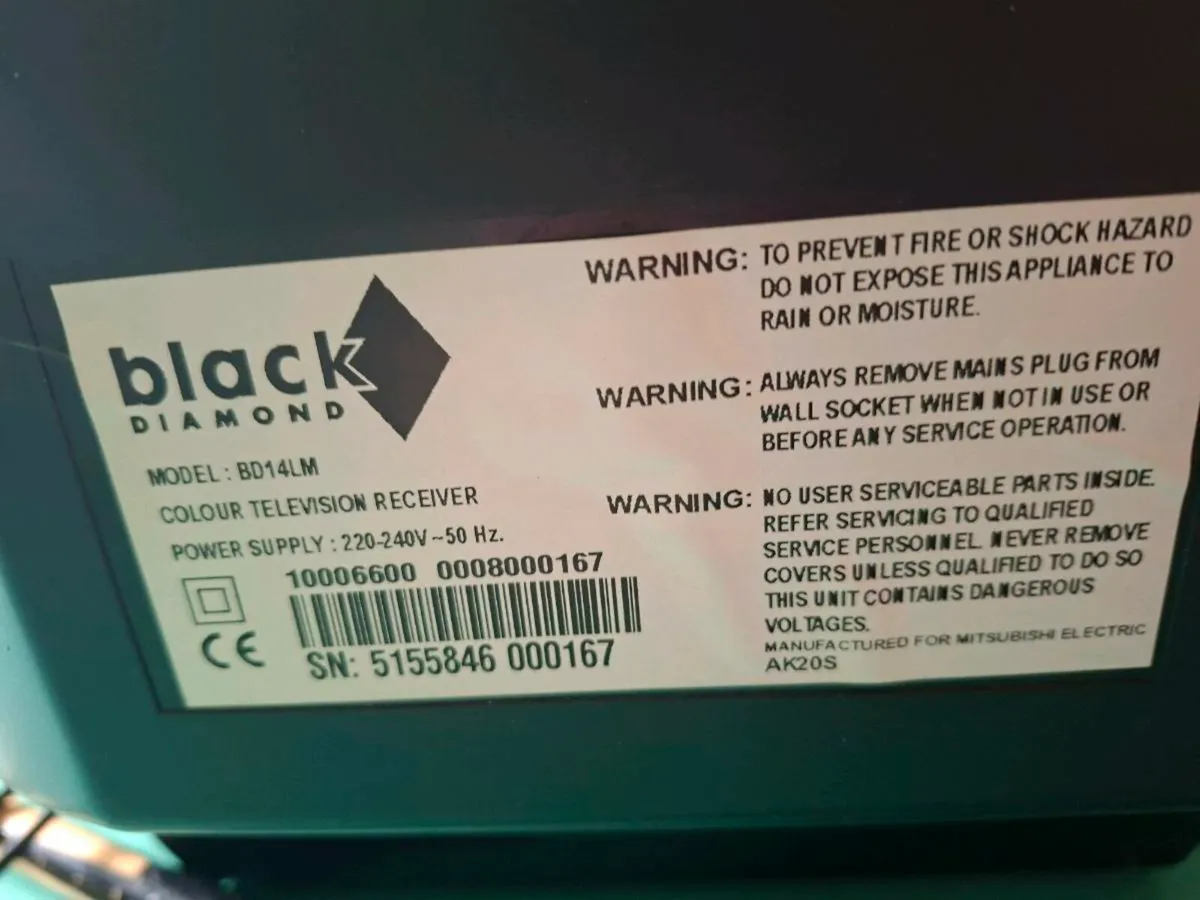 black
DIAMOND
MODEL : BD14LM
COLOUR TELEVISION RECEIVER
POWER SUPPLY : 220-240V ~ 50 Hz.
10006600 0008000167
CE
SN: 5155846 000167
WARNING: TO PREVENT FIRE OR SHOCK HAZARD
DO NOT EXPOSE THIS APPLIANCE TO
RAIN OR MOISTURE.
WARNING: ALWAYS REMOVE MAINS PLUG FROM
WALL SOCKET WHEN NOT IN USE OR
BEFORE ANY SERVICE OPERATION.
WARNING: NO USER SERVICEABLE PARTS INSIDE.
REFER SERVICING TO QUALIFIED
SERVICE PERSONNEL. NEVER REMOVE
COVERS UNLESS QUALIFIED TO DO SO
THIS UNIT CONTAINS DANGEROUS
VOLTAGES.
MANUFACTURED FOR MITSUBISHI ELECTRIC
AK20S